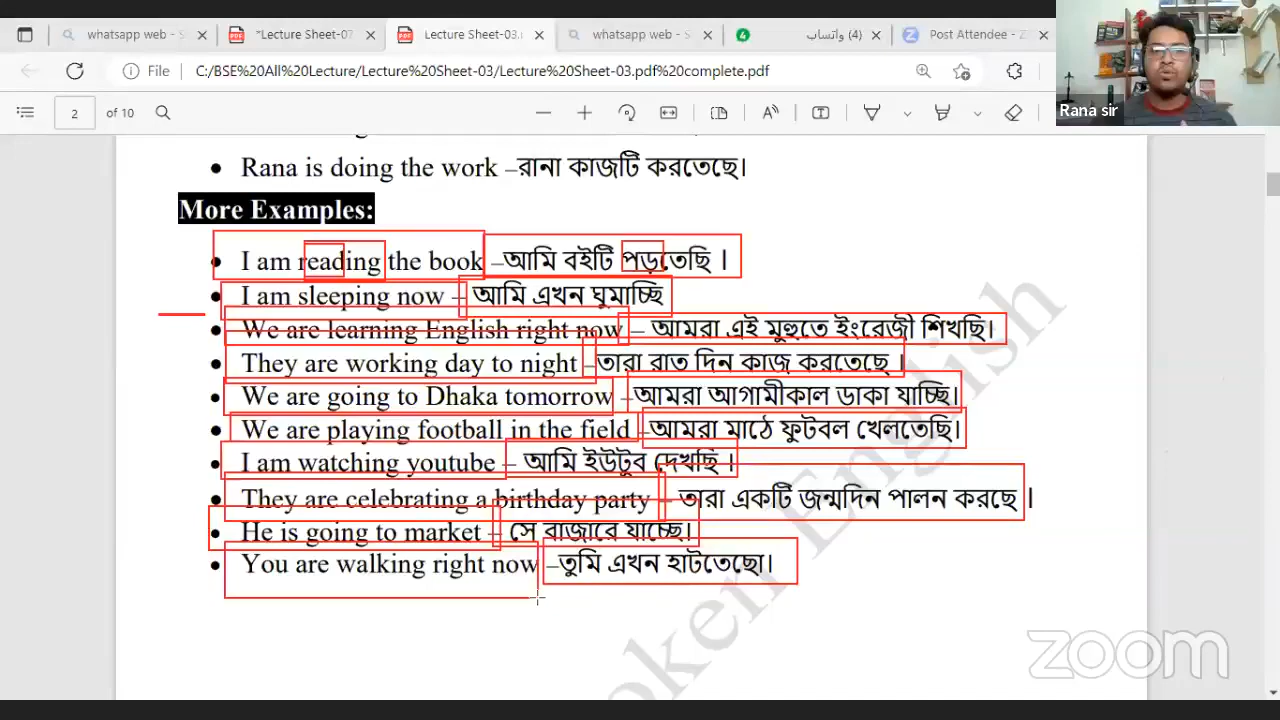 whatsapp web - S
"Lecture Sheet-07
Lecture Sheet-03.
whatsapp web - S
4
(4) واتساب
Post Attendee - Z
File
C:/BSE%20All%20Lecture/Lecture%20Sheet-03/Lecture%20Sheet-03.pdf%20complete.pdf
2 of 10
Rana sir
• Rana is doing the work –রানা কাজটি করতেছে।
More Examples:
• I am reading the book –আমি বইটি পড়তেছি ।
• I am sleeping now – আমি এখন ঘুমাচ্ছি
• We are learning English right now – আমরা এই মুহুতে ইংরেজী শিখছি।
• They are working day to night –তারা রাত দিন কাজ করতেছে ।
• We are going to Dhaka tomorrow –আমরা আগামীকাল ডাকা যাচ্ছি।
• We are playing football in the field –আমরা মাঠে ফুটবল খেলতেছি।
• I am watching youtube – আমি ইউটুব দেখছি ।
• They are celebrating a birthday party – তারা একটি জন্মদিন পালন করছে ।
• He is going to market – সে বাজারে যাচ্ছে।
• You are walking right now –তুমি এখন হাটতেছো।
oken English
zoom